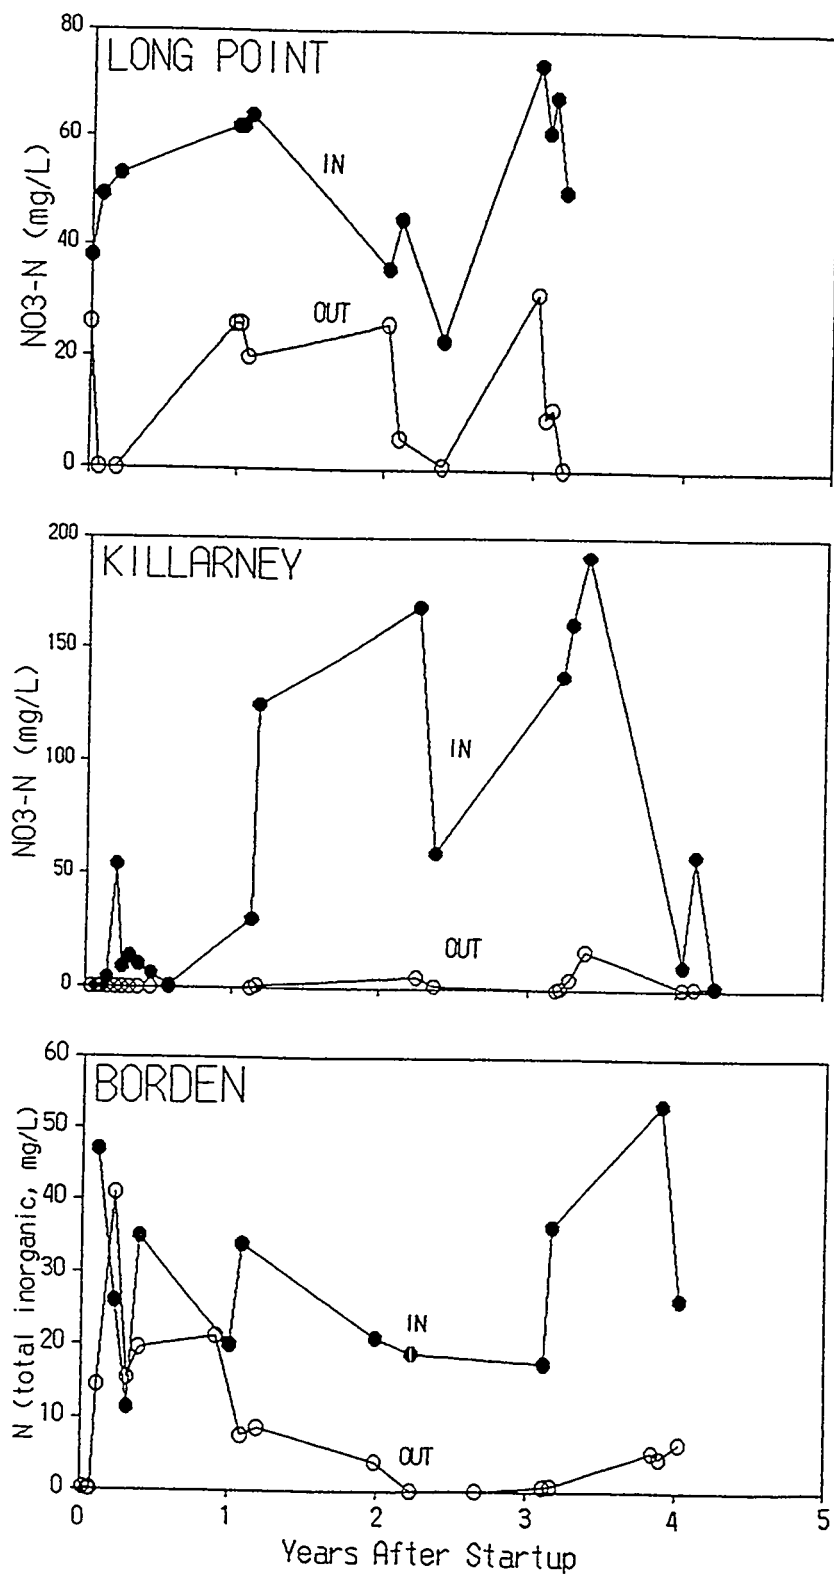 80
LONG POINT
60
IN
40
OUT
20
0
NO3-N (mg/L)
200
KILLARNEY
150
IN
100
50
OUT
0
NO3-N (mg/L)
60
BORDEN
50
40
30
IN
20
10
OUT
0
N (total inorganic, mg/L)
0 1 2 3 4 5
Years After Startup